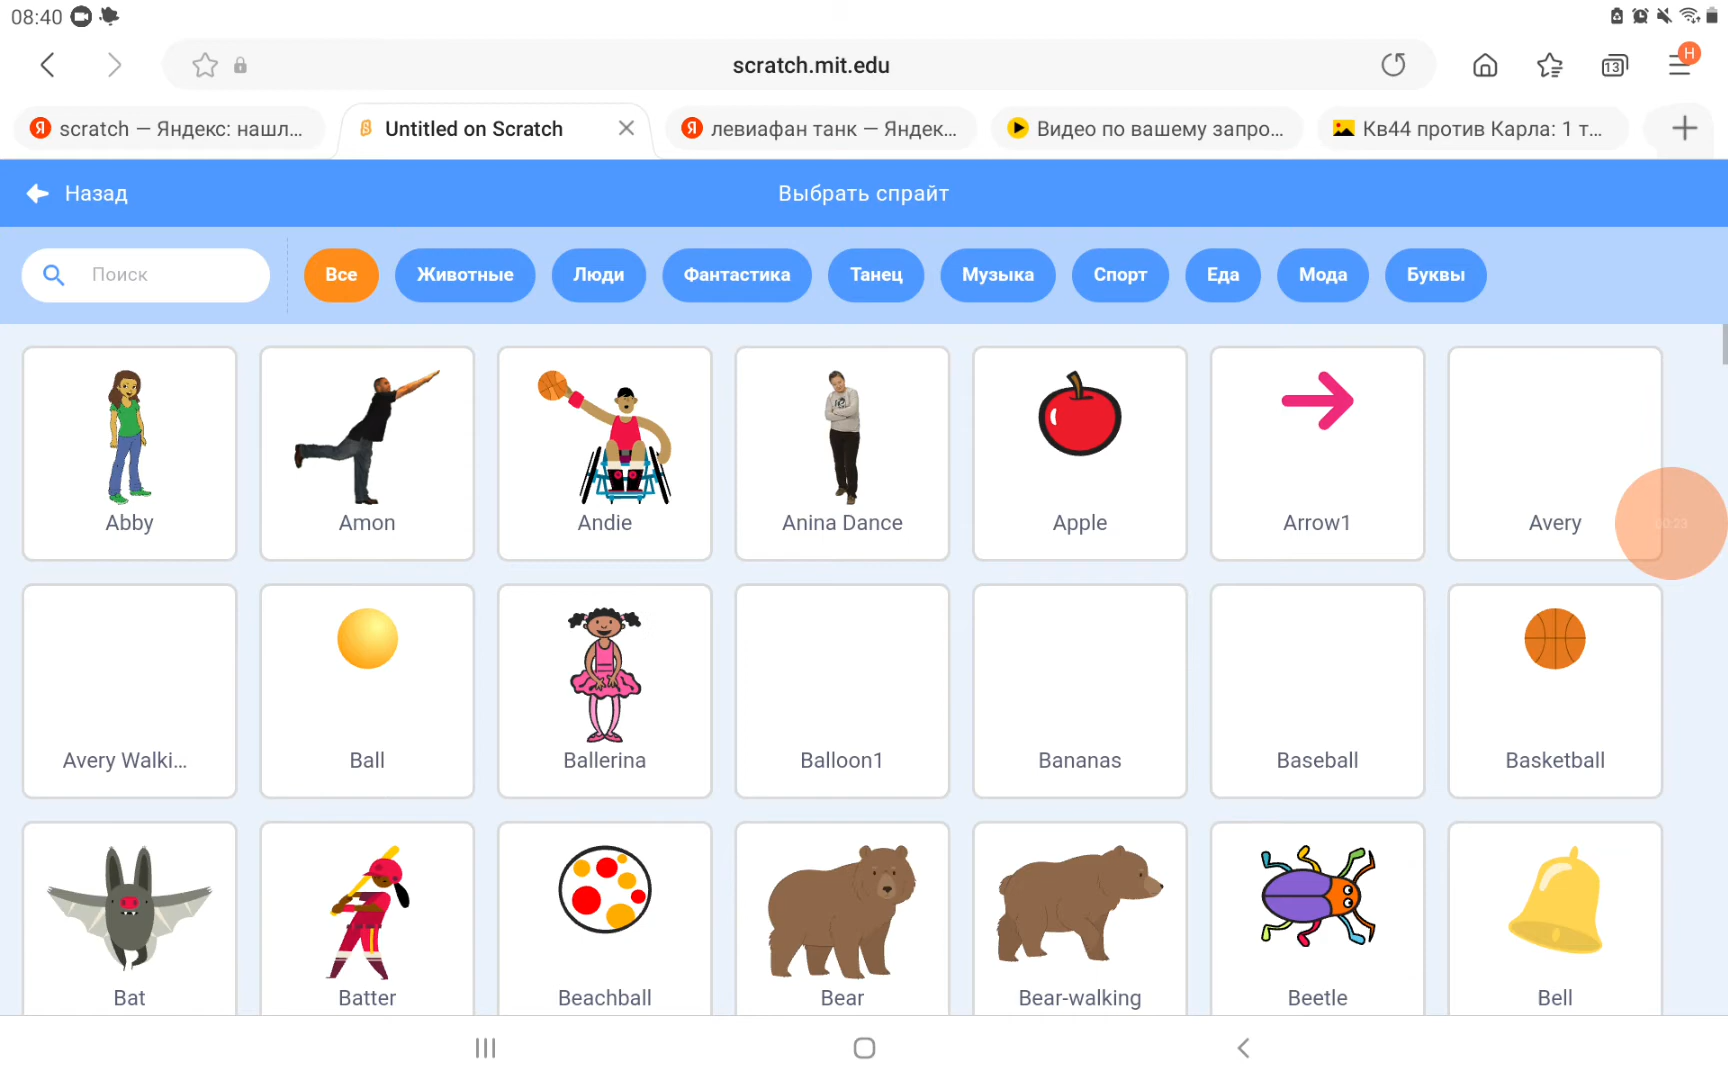 08:40
scratch.mit.edu
13
H
scratch — Яндекс: нашл...
Untitled on Scratch
левиафан танк — Яндек...
Видео по вашему запро...
Кв44 против Карла: 1 т...
Назад
Выбрать спрайт
Поиск
Все
Животные
Люди
Фантастика
Танец
Музыка
Спорт
Еда
Мода
Буквы
Abby
Amon
Andie
Anina Dance
Apple
Arrow1
Avery
00:23
Avery Walki...
Ball
Ballerina
Balloon1
Bananas
Baseball
Basketball
Bat
Batter
Beachball
Bear
Bear-walking
Beetle
Bell